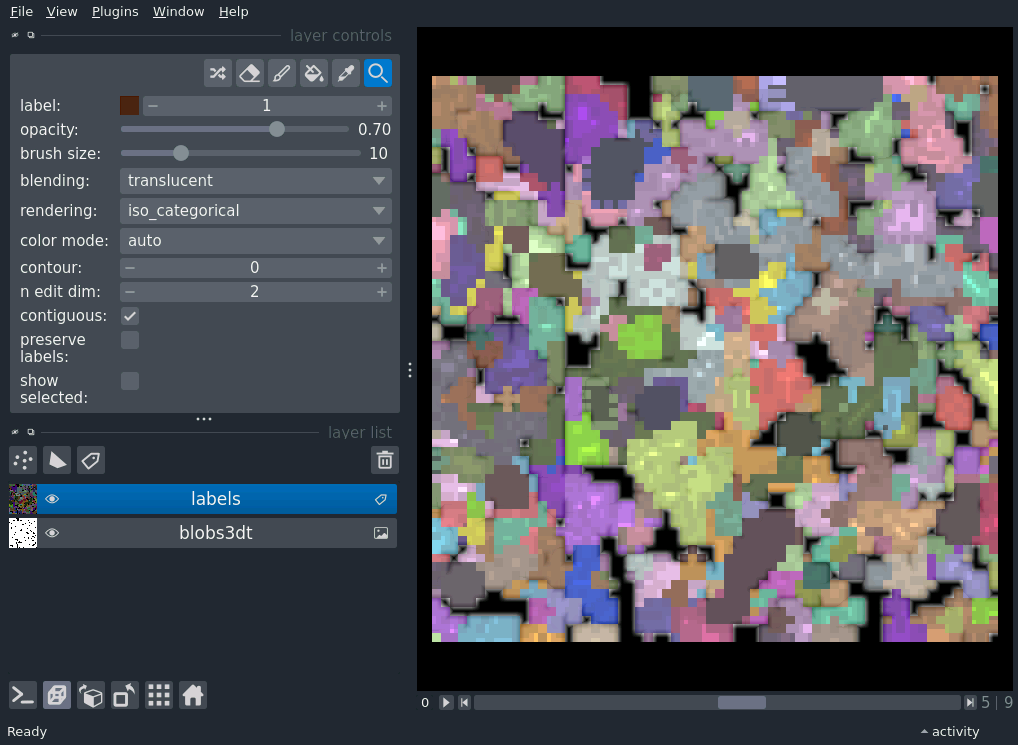 File View Plugins Window Help
layer controls
label: 1
opacity: 0.70
brush size: 10
blending: translucent
rendering: iso_categorical
color mode: auto
contour: 0
n edit dim: 2
contiguous:
preserve
labels:
show
selected:
layer list
labels
blobs3dt
0 5 | 9
Ready activity